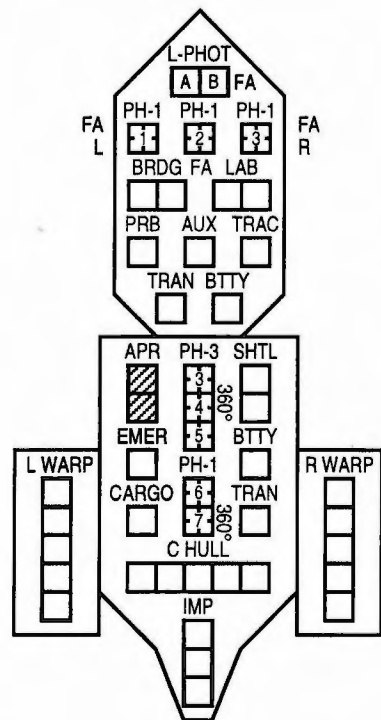 L-PHOT
A B FA
PH-1 PH-1 PH-1
FA L 1 2 3 FA R
BRDG FA LAB
PRB AUX TRAC
TRAN BTTY
APR PH-3 SHTL
3
4 360°
5
EMER BTTY
L WARP PH-1 R WARP
CARGO 6 TRAN
7 360°
C HULL
IMP